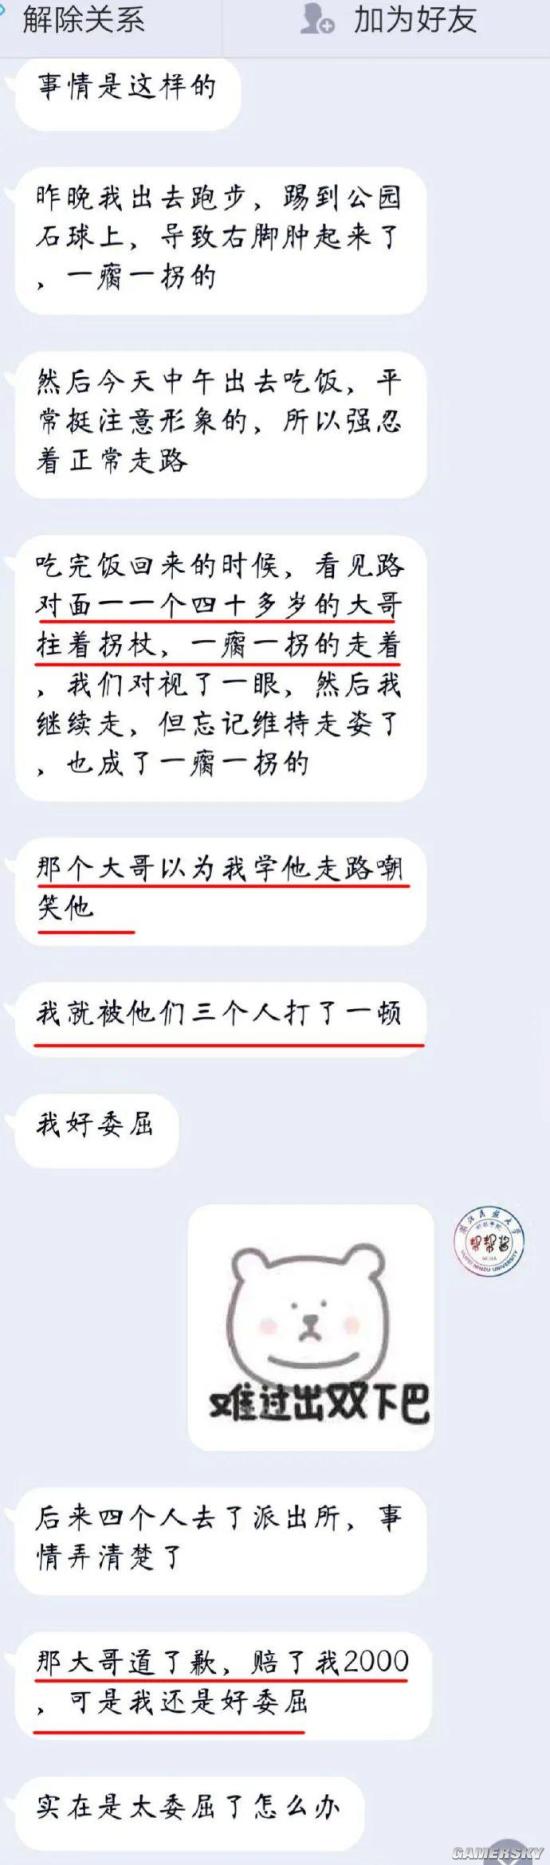 解除关系
加为好友
事情是这样的
昨晚我出去跑步，踢到公园
石球上，导致右脚肿起来了
，一瘸一拐的
然后今天中午出去吃饭，平
常挺注意形象的，所以强忍
着正常走路
吃完饭回来的时候，看见路
对面一一个四十多岁的大哥
拄着拐杖，一瘸一拐的走着
，我们对视了一眼，然后我
继续走，但忘记维持走姿了
，也成了一瘸一拐的
那个大哥以为我学他走路嘲
笑他
我就被他们三个人打了一顿
我好委屈
帮帮酱
难过出双下巴
后来四个人去了派出所，事
情弄清楚了
那大哥道了歉，赔了我2000
，可是我还是好委屈
实在是太委屈了怎么办
GAMERSKY